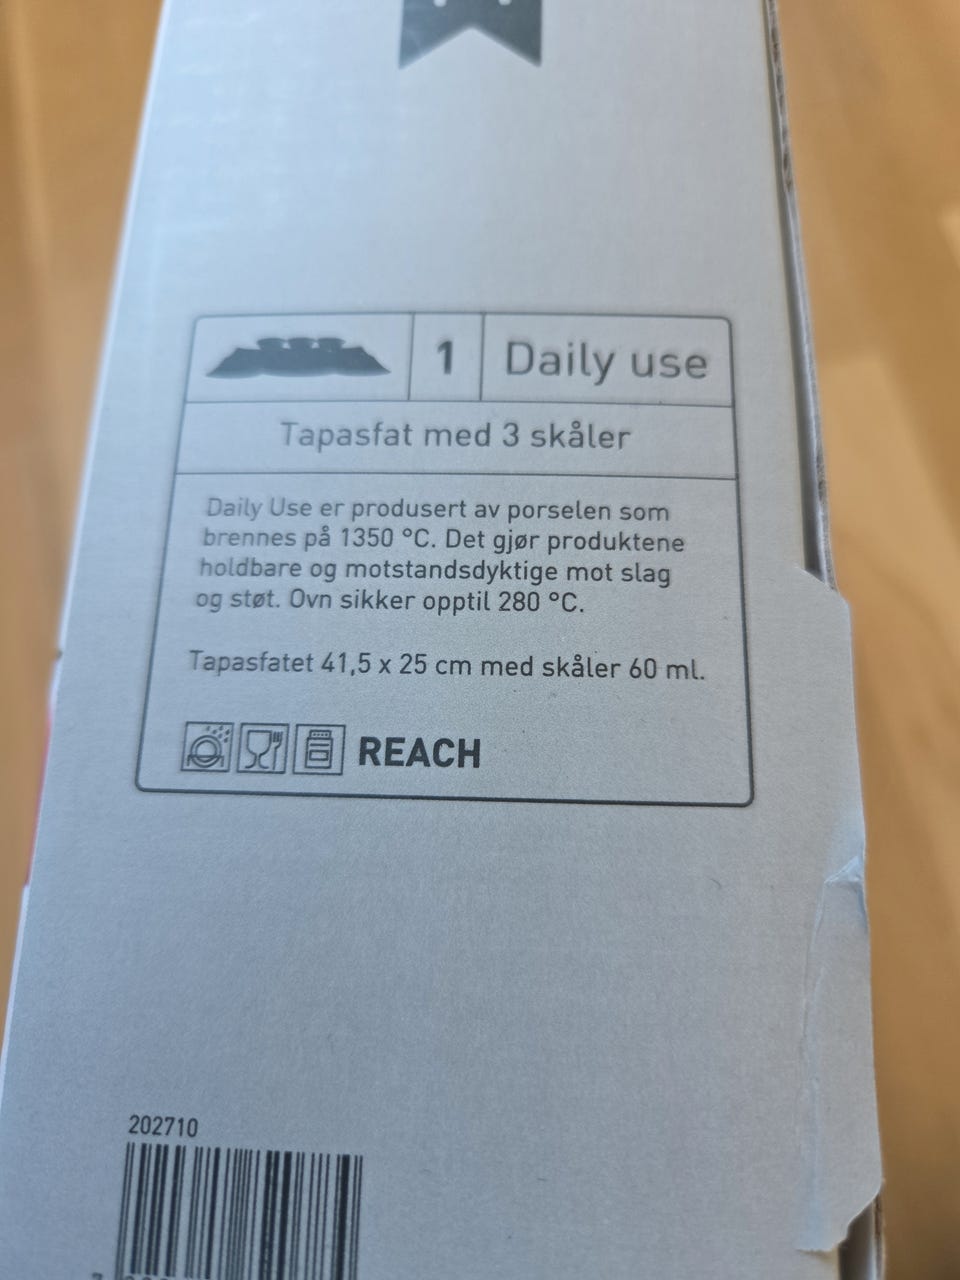 1 Daily use
Tapasfat med 3 skåler
Daily Use er produsert av porselen som
brennes på 1350 °C. Det gjør produktene
holdbare og motstandsdyktige mot slag
og støt. Ovn sikker opptil 280 °C.
Tapasfatet 41,5 x 25 cm med skåler 60 ml.
REACH
202710